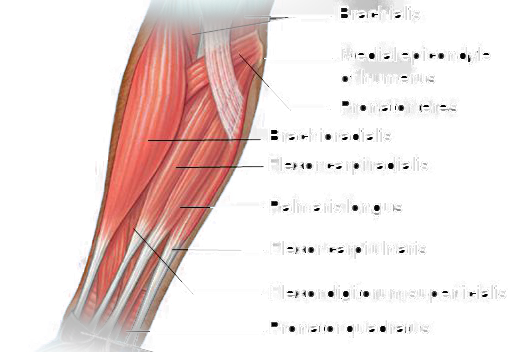 Brachialis
Medial epicondyle
of humerus
Pronator teres
Brachioradialis
Flexor carpi radialis
Palmaris longus
Flexor carpi ulnaris
Flexor digitorum superficialis
Pronator quadratus